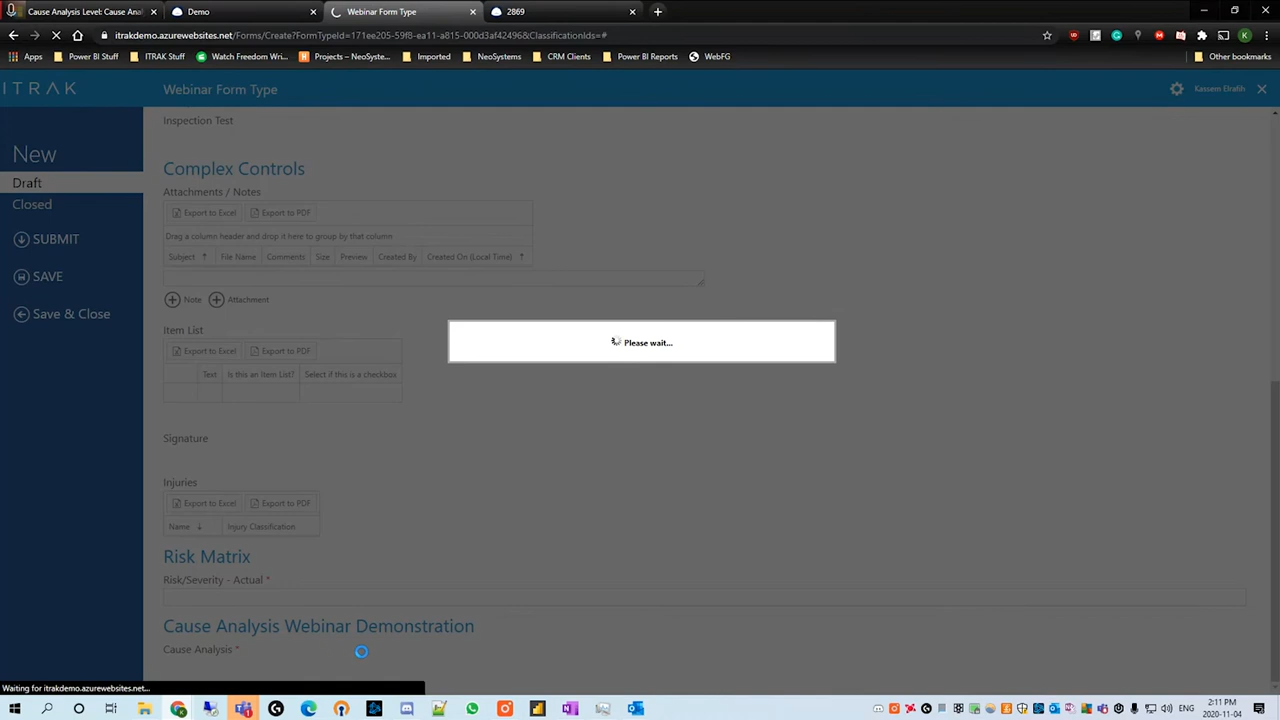 Cause Analysis Level: Cause Anal
Demo
Webinar Form Type
2869
itrakdemo.azurewebsites.net/Forms/Create?FormTypeId=171ee205-59f8-ea11-a815-000d3af42496&ClassificationIds=#
Apps
Power BI Stuff
ITRAK Stuff
Watch Freedom Wri...
Projects – NeoSyste...
Imported
NeoSystems
CRM Clients
Power BI Reports
WebFG
Other bookmarks
ITRAK
Webinar Form Type
Kassem Elrafih
Inspection Test
New
Draft
Closed
SUBMIT
SAVE
Save & Close
Complex Controls
Attachments / Notes
Export to Excel
Export to PDF
Drag a column header and drop it here to group by that column
Subject
File Name
Comments
Size
Preview
Created By
Created On (Local Time)
Note
Attachment
Item List
Export to Excel
Export to PDF
Text
Is this an Item List?
Select if this is a checkbox
Please wait...
Signature
Injuries
Export to Excel
Export to PDF
Name
Injury Classification
Risk Matrix
Risk/Severity - Actual *
Cause Analysis Webinar Demonstration
Cause Analysis *
Waiting for itrakdemo.azurewebsites.net...
ENG
2:11 PM
2020-11-04